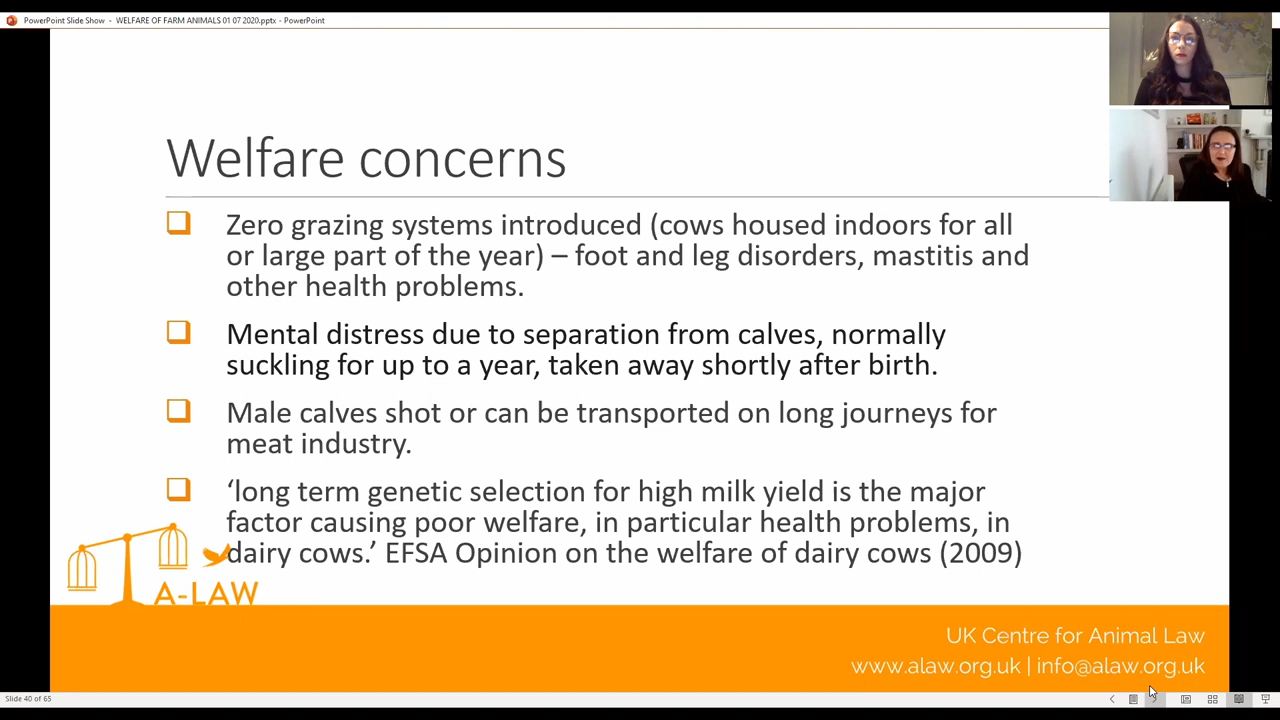 PowerPoint Slide Show - WELFARE OF FARM ANIMALS 01 07 2020.pptx - PowerPoint
Welfare concerns
Zero grazing systems introduced (cows housed indoors for all
or large part of the year) – foot and leg disorders, mastitis and
other health problems.
Mental distress due to separation from calves, normally
suckling for up to a year, taken away shortly after birth.
Male calves shot or can be transported on long journeys for
meat industry.
‘long term genetic selection for high milk yield is the major
factor causing poor welfare, in particular health problems, in
dairy cows.’ EFSA Opinion on the welfare of dairy cows (2009)
A-LAW
UK Centre for Animal Law
www.alaw.org.uk | info@alaw.org.uk
Slide 40 of 65